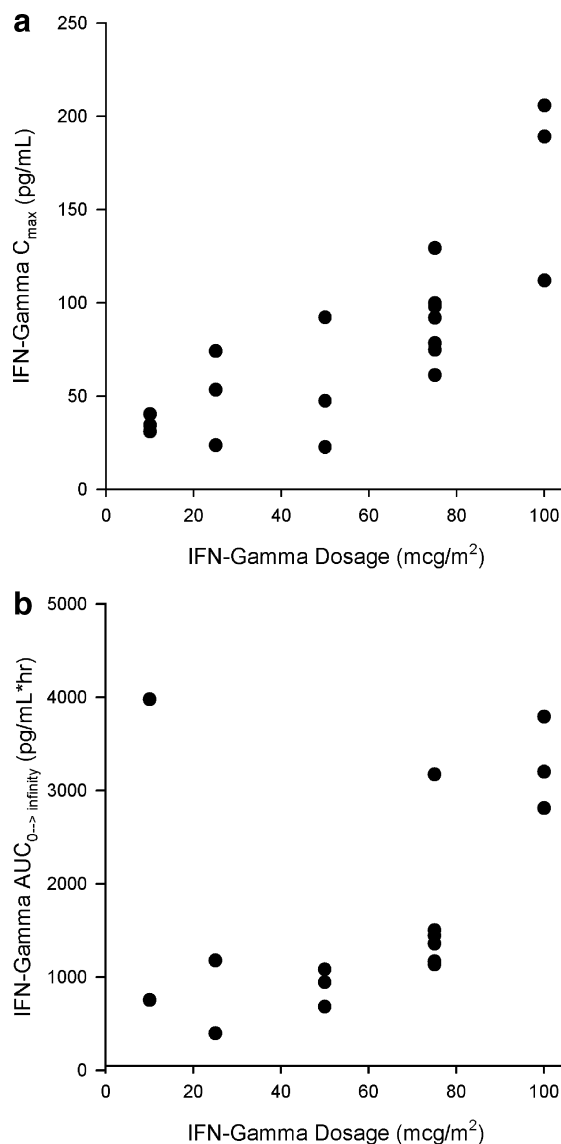 a
250
200
150
100
50
0
IFN-Gamma Cmax (pg/mL)
0 20 40 60 80 100
IFN-Gamma Dosage (mcg/m²)
b
5000
4000
3000
2000
1000
0
IFN-Gamma AUC0--> infinity (pg/mL*hr)
0 20 40 60 80 100
IFN-Gamma Dosage (mcg/m²)